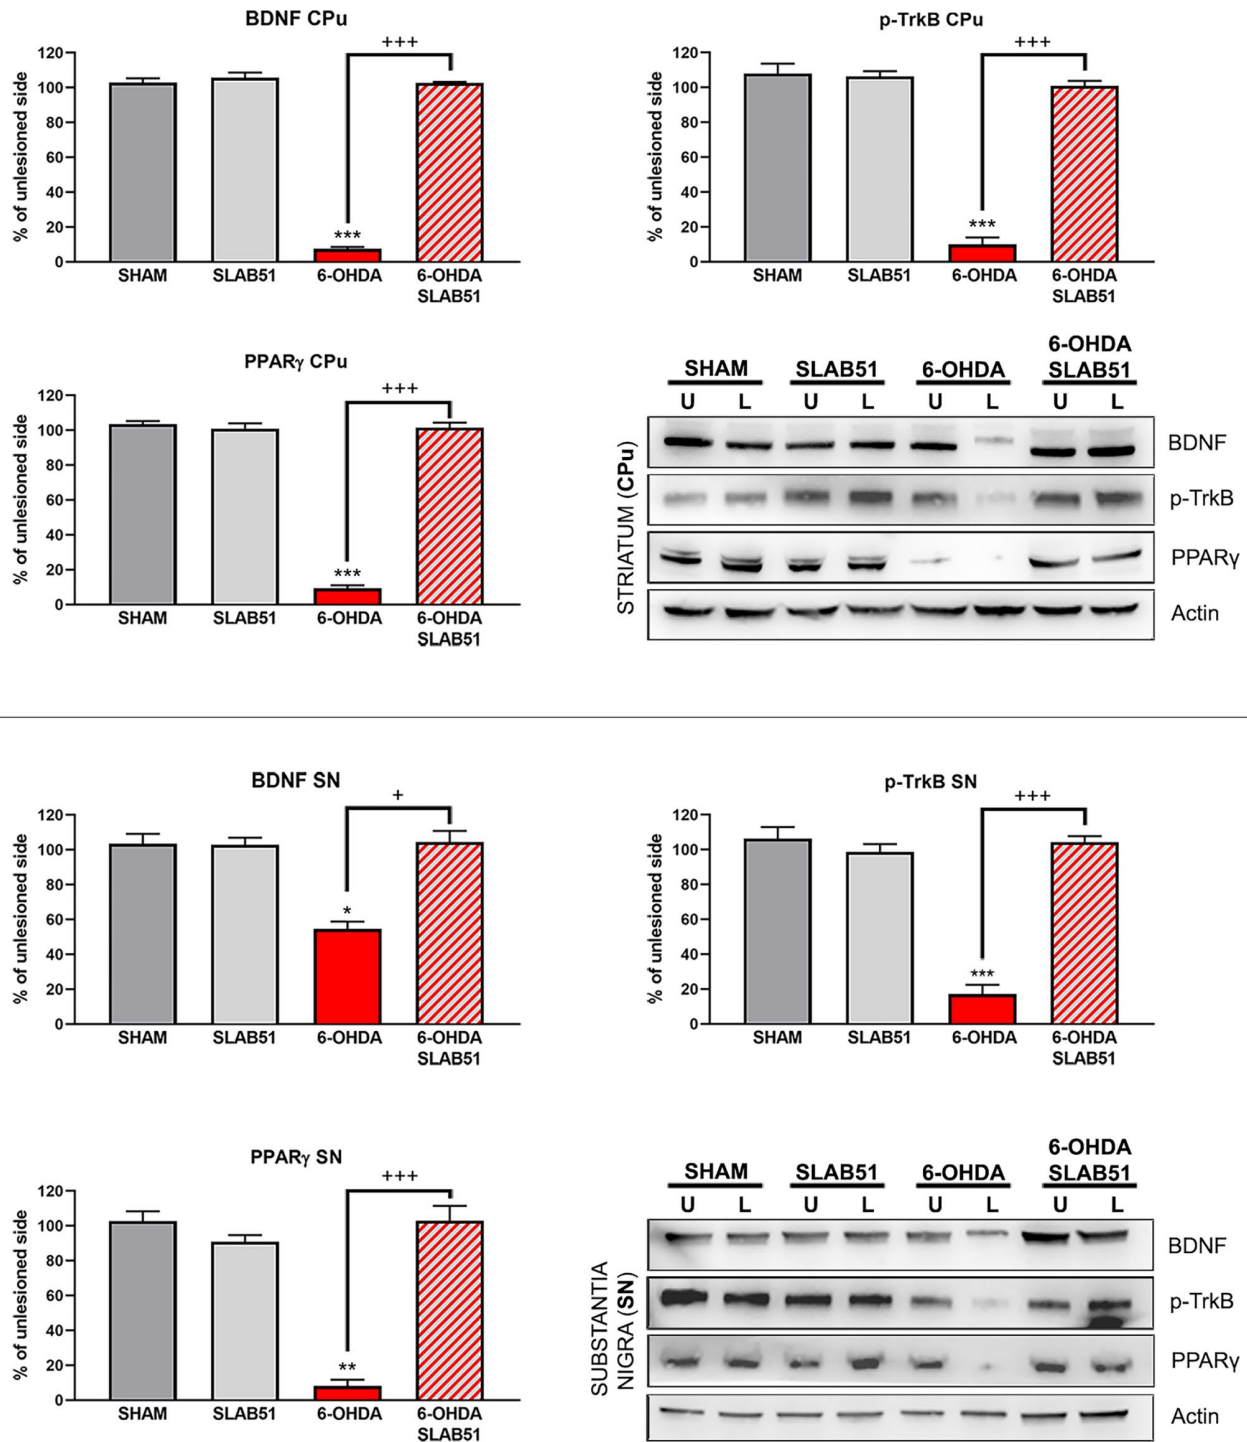 BDNF CPu
+++
% of unlesioned side
120
100
80
60
40
20
0
***
SHAM
SLAB51
6-OHDA
6-OHDA
SLAB51
p-TrkB CPu
+++
% of unlesioned side
120
100
80
60
40
20
0
***
SHAM
SLAB51
6-OHDA
6-OHDA
SLAB51
PPARγ CPu
+++
% of unlesioned side
120
100
80
60
40
20
0
***
SHAM
SLAB51
6-OHDA
6-OHDA
SLAB51
SHAM
SLAB51
6-OHDA
6-OHDA
SLAB51
U L U L U L U L
STRIATUM (CPu)
BDNF
p-TrkB
PPARγ
Actin
BDNF SN
+
% of unlesioned side
120
100
80
60
40
20
0
*
SHAM
SLAB51
6-OHDA
6-OHDA
SLAB51
p-TrkB SN
+++
% of unlesioned side
120
100
80
60
40
20
0
***
SHAM
SLAB51
6-OHDA
6-OHDA
SLAB51
PPARγ SN
+++
% of unlesioned side
120
100
80
60
40
20
0
**
SHAM
SLAB51
6-OHDA
6-OHDA
SLAB51
SHAM
SLAB51
6-OHDA
6-OHDA
SLAB51
U L U L U L U L
SUBSTANTIA
NIGRA (SN)
BDNF
p-TrkB
PPARγ
Actin